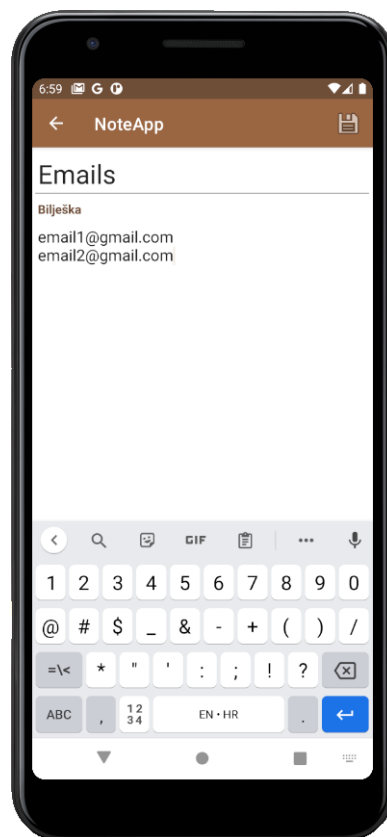 6:59
NoteApp
Emails
Bilješka
email1@gmail.com
email2@gmail.com
GIF
1 2 3 4 5 6 7 8 9 0
@ # $ _ & - + ( ) /
=\< * " ' : ; ! ?
ABC , 12 34 EN • HR .